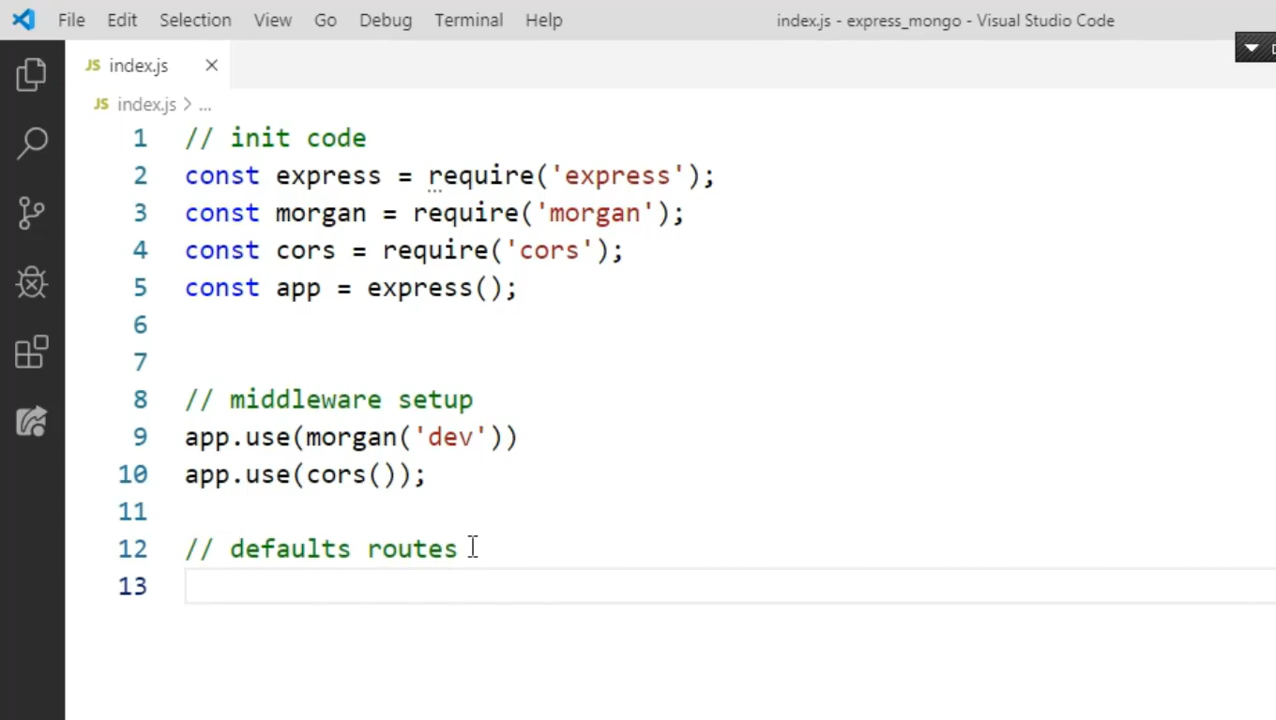 File Edit Selection View Go Debug Terminal Help index.js - express_mongo - Visual Studio Code
JS index.js ×
JS index.js > ...
1 // init code
2 const express = require('express');
3 const morgan = require('morgan');
4 const cors = require('cors');
5 const app = express();
6
7
8 // middleware setup
9 app.use(morgan('dev'))
10 app.use(cors());
11
12 // defaults routes
13